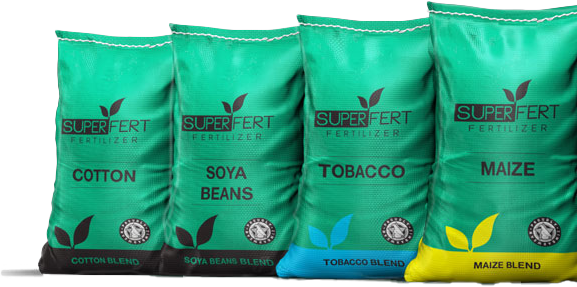 SUPERFERT
FERTILIZER
COTTON
COTTON BLEND
SUPERFERT
FERTILIZER
SOYA
BEANS
SOYA BEANS BLEND
SUPERFERT
FERTILIZER
TOBACCO
TOBACCO BLEND
SUPERFERT
FERTILIZER
MAIZE
MAIZE BLEND